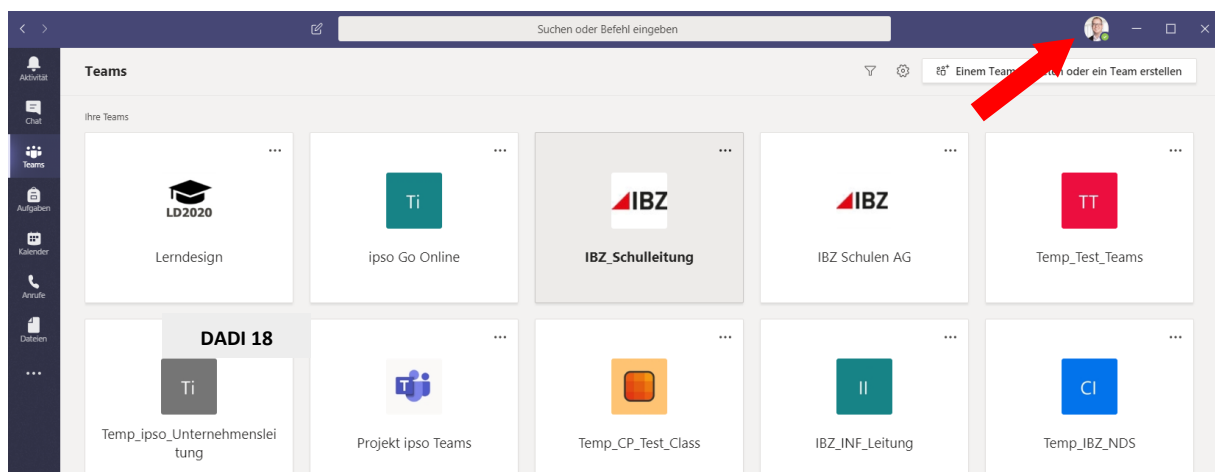 Suchen oder Befehl eingeben
Aktivität
Chat
Teams
Aufgaben
Kalender
Anrufe
Dateien
Teams
Einem Team oder ein Team erstellen
Ihre Teams
LD2020
Lerndesign
Ti
ipso Go Online
IBZ
IBZ_Schulleitung
IBZ
IBZ Schulen AG
TT
Temp_Test_Teams
DADI 18
Ti
Temp_ipso_Unternehmenslei
tung
T
Projekt ipso Teams
Temp_CP_Test_Class
II
IBZ_INF_Leitung
CI
Temp_IBZ_NDS